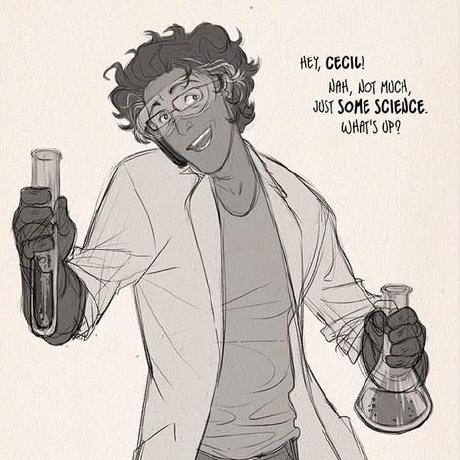 HEY, CECIL!
NAH, NOT MUCH,
JUST SOME SCIENCE.
WHAT'S UP?